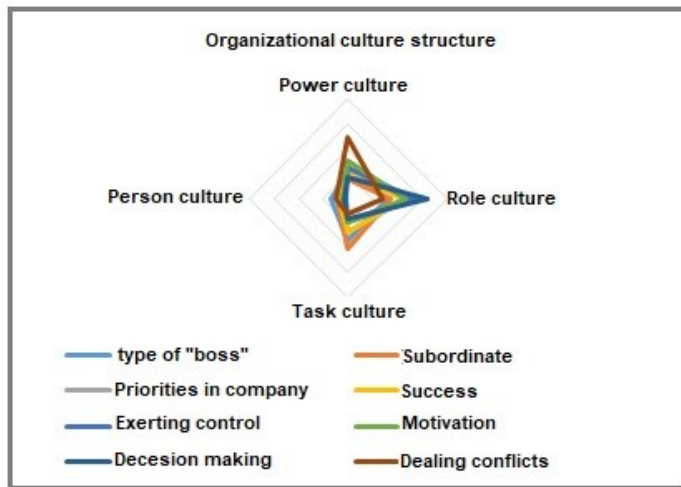 Organizational culture structure
Power culture
Person culture
Role culture
Task culture
type of "boss"
Subordinate
Priorities in company
Success
Exerting control
Motivation
Decesion making
Dealing conflicts